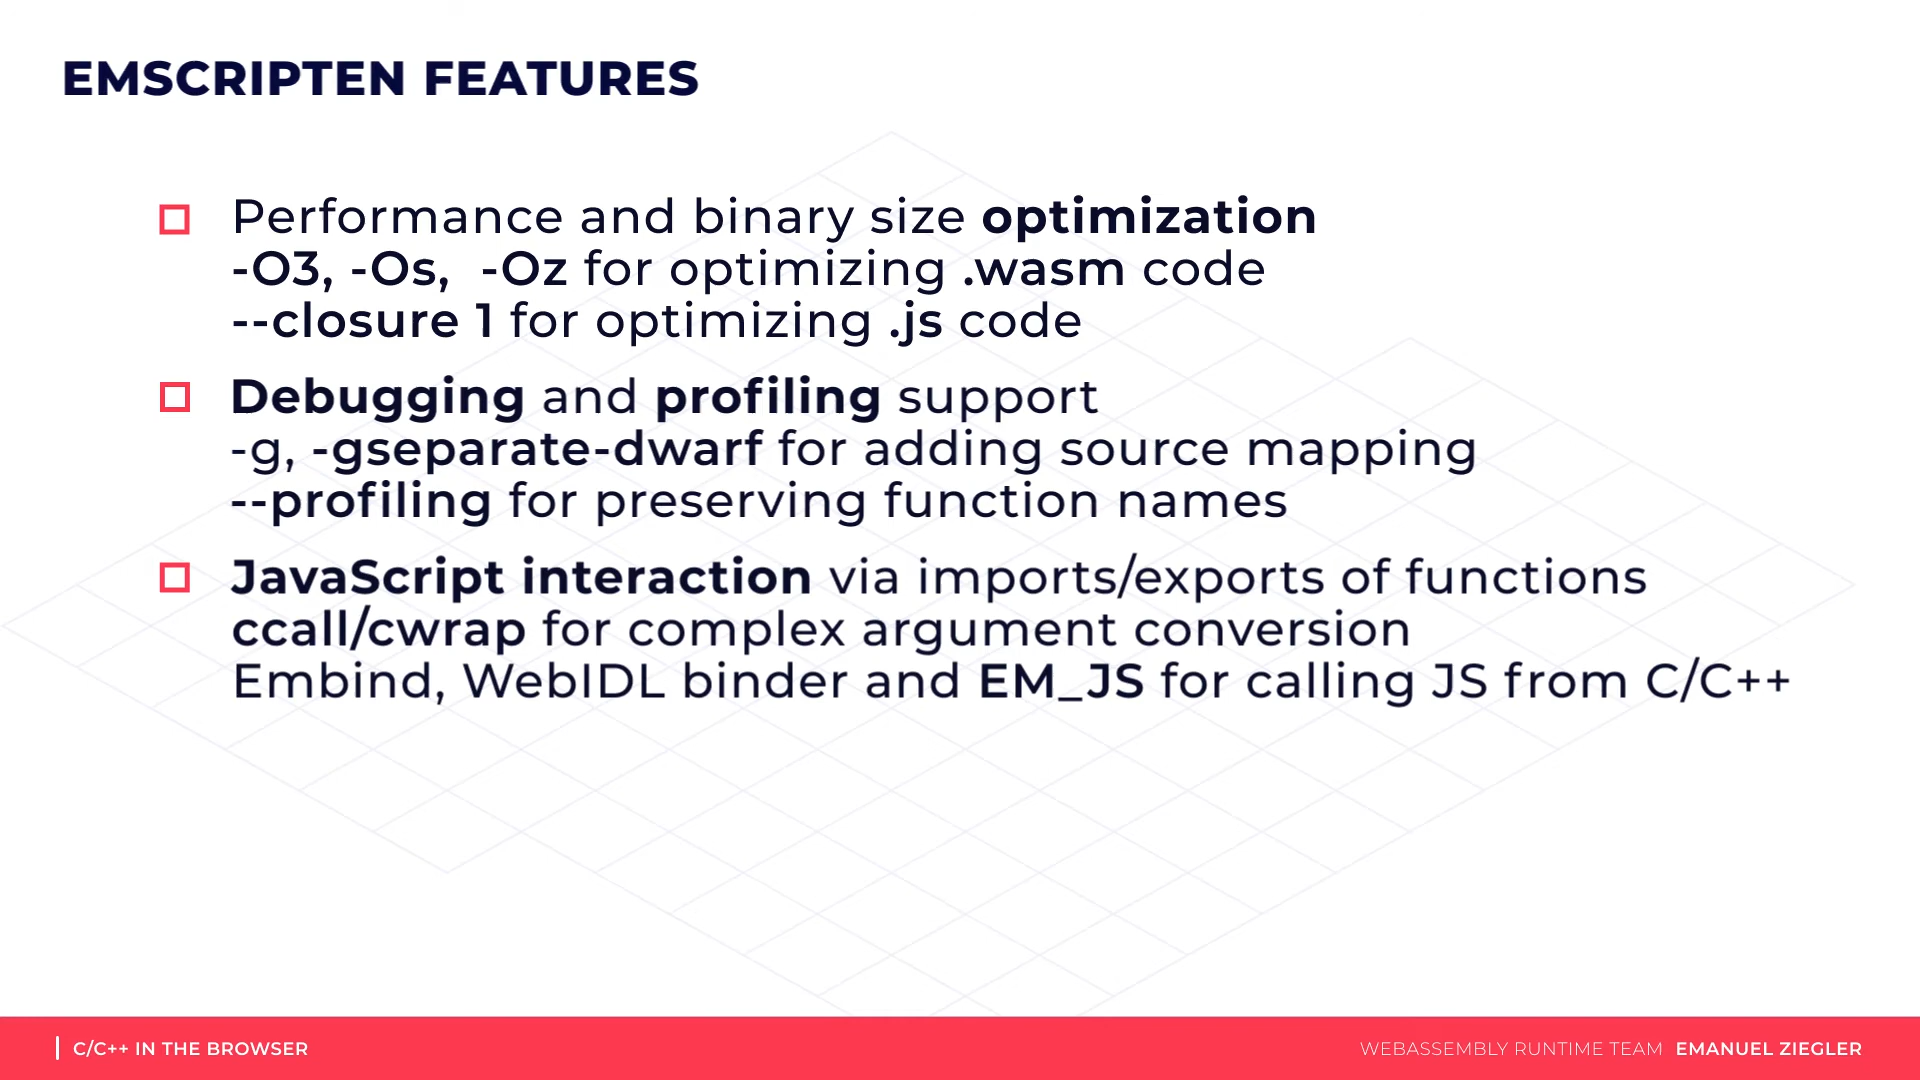 EMSCRIPTEN FEATURES
Performance and binary size optimization
-O3, -Os,  -Oz for optimizing .wasm code
--closure 1 for optimizing .js code
Debugging and profiling support
-g, -gseparate-dwarf for adding source mapping
--profiling for preserving function names
JavaScript interaction via imports/exports of functions
ccall/cwrap for complex argument conversion
Embind, WebIDL binder and EM_JS for calling JS from C/C++
C/C++ IN THE BROWSER
WEBASSEMBLY RUNTIME TEAM EMANUEL ZIEGLER